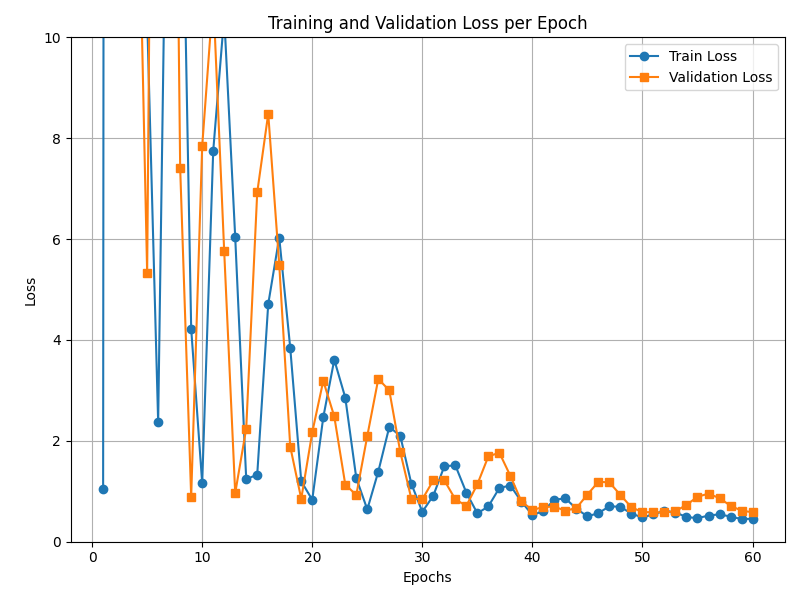 Training and Validation Loss per Epoch
Train Loss
Validation Loss
Loss
10
8
6
4
2
0
0 10 20 30 40 50 60
Epochs